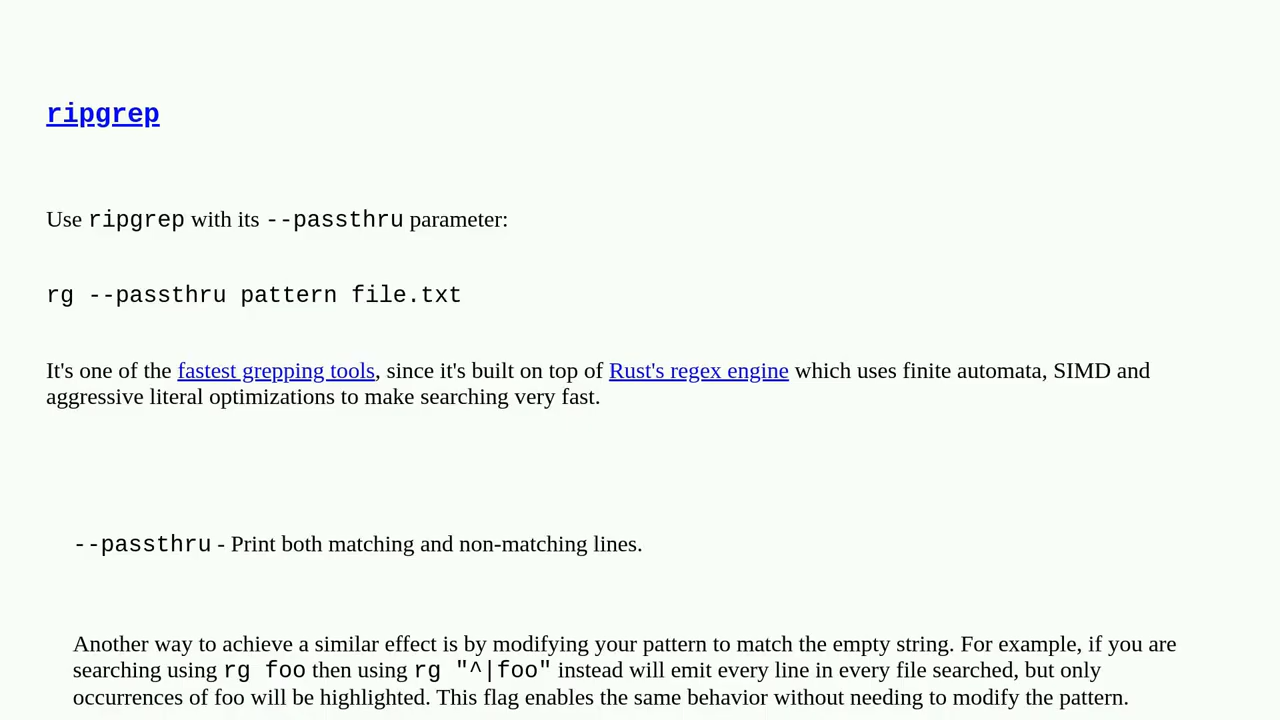 ripgrep
Use ripgrep with its --passthru parameter:
rg --passthru pattern file.txt
It's one of the fastest grepping tools, since it's built on top of Rust's regex engine which uses finite automata, SIMD and
aggressive literal optimizations to make searching very fast.
--passthru - Print both matching and non-matching lines.
Another way to achieve a similar effect is by modifying your pattern to match the empty string. For example, if you are
searching using rg foo then using rg "^|foo" instead will emit every line in every file searched, but only
occurrences of foo will be highlighted. This flag enables the same behavior without needing to modify the pattern.